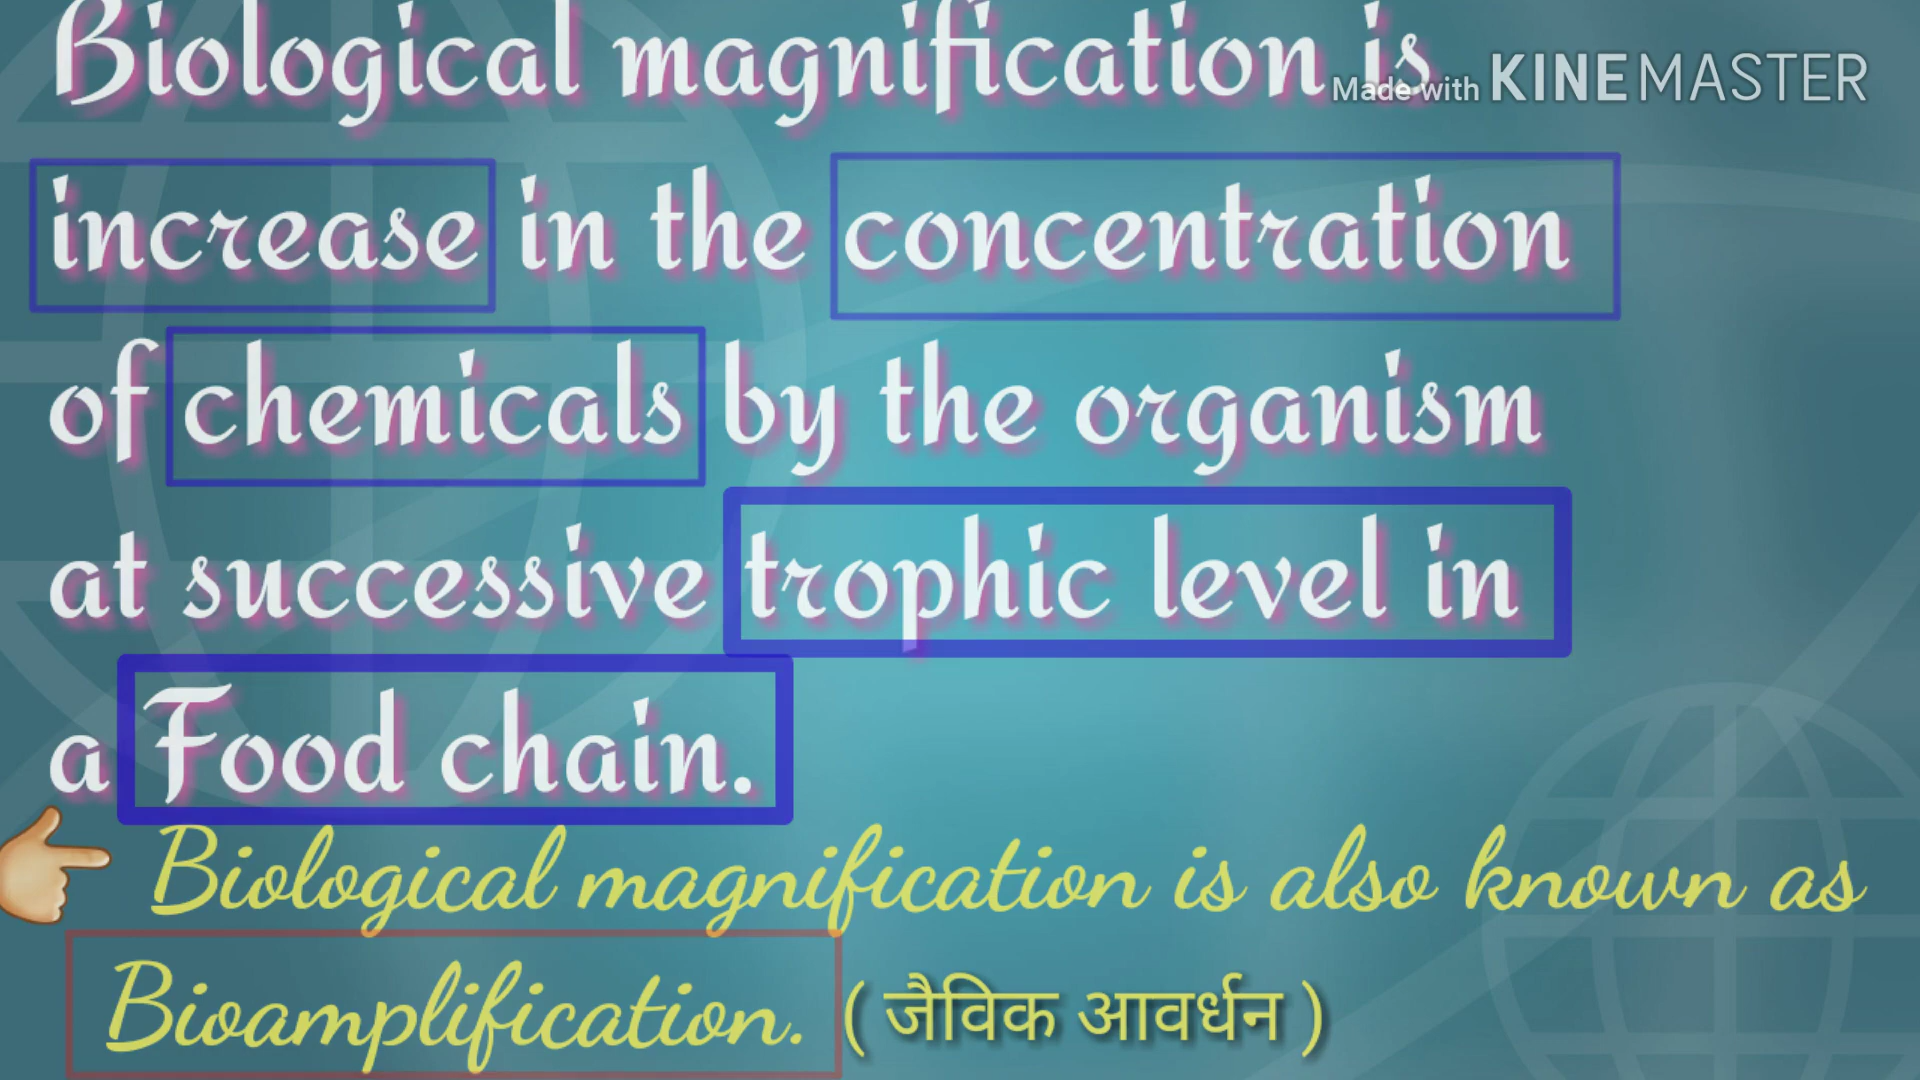 Biological magnification is
Made with KINEMASTER
increase in the concentration
of chemicals by the organism
at successive trophic level in
a Food chain.
Biological magnification is also known as
Bioamplification. ( जैविक आवर्धन )